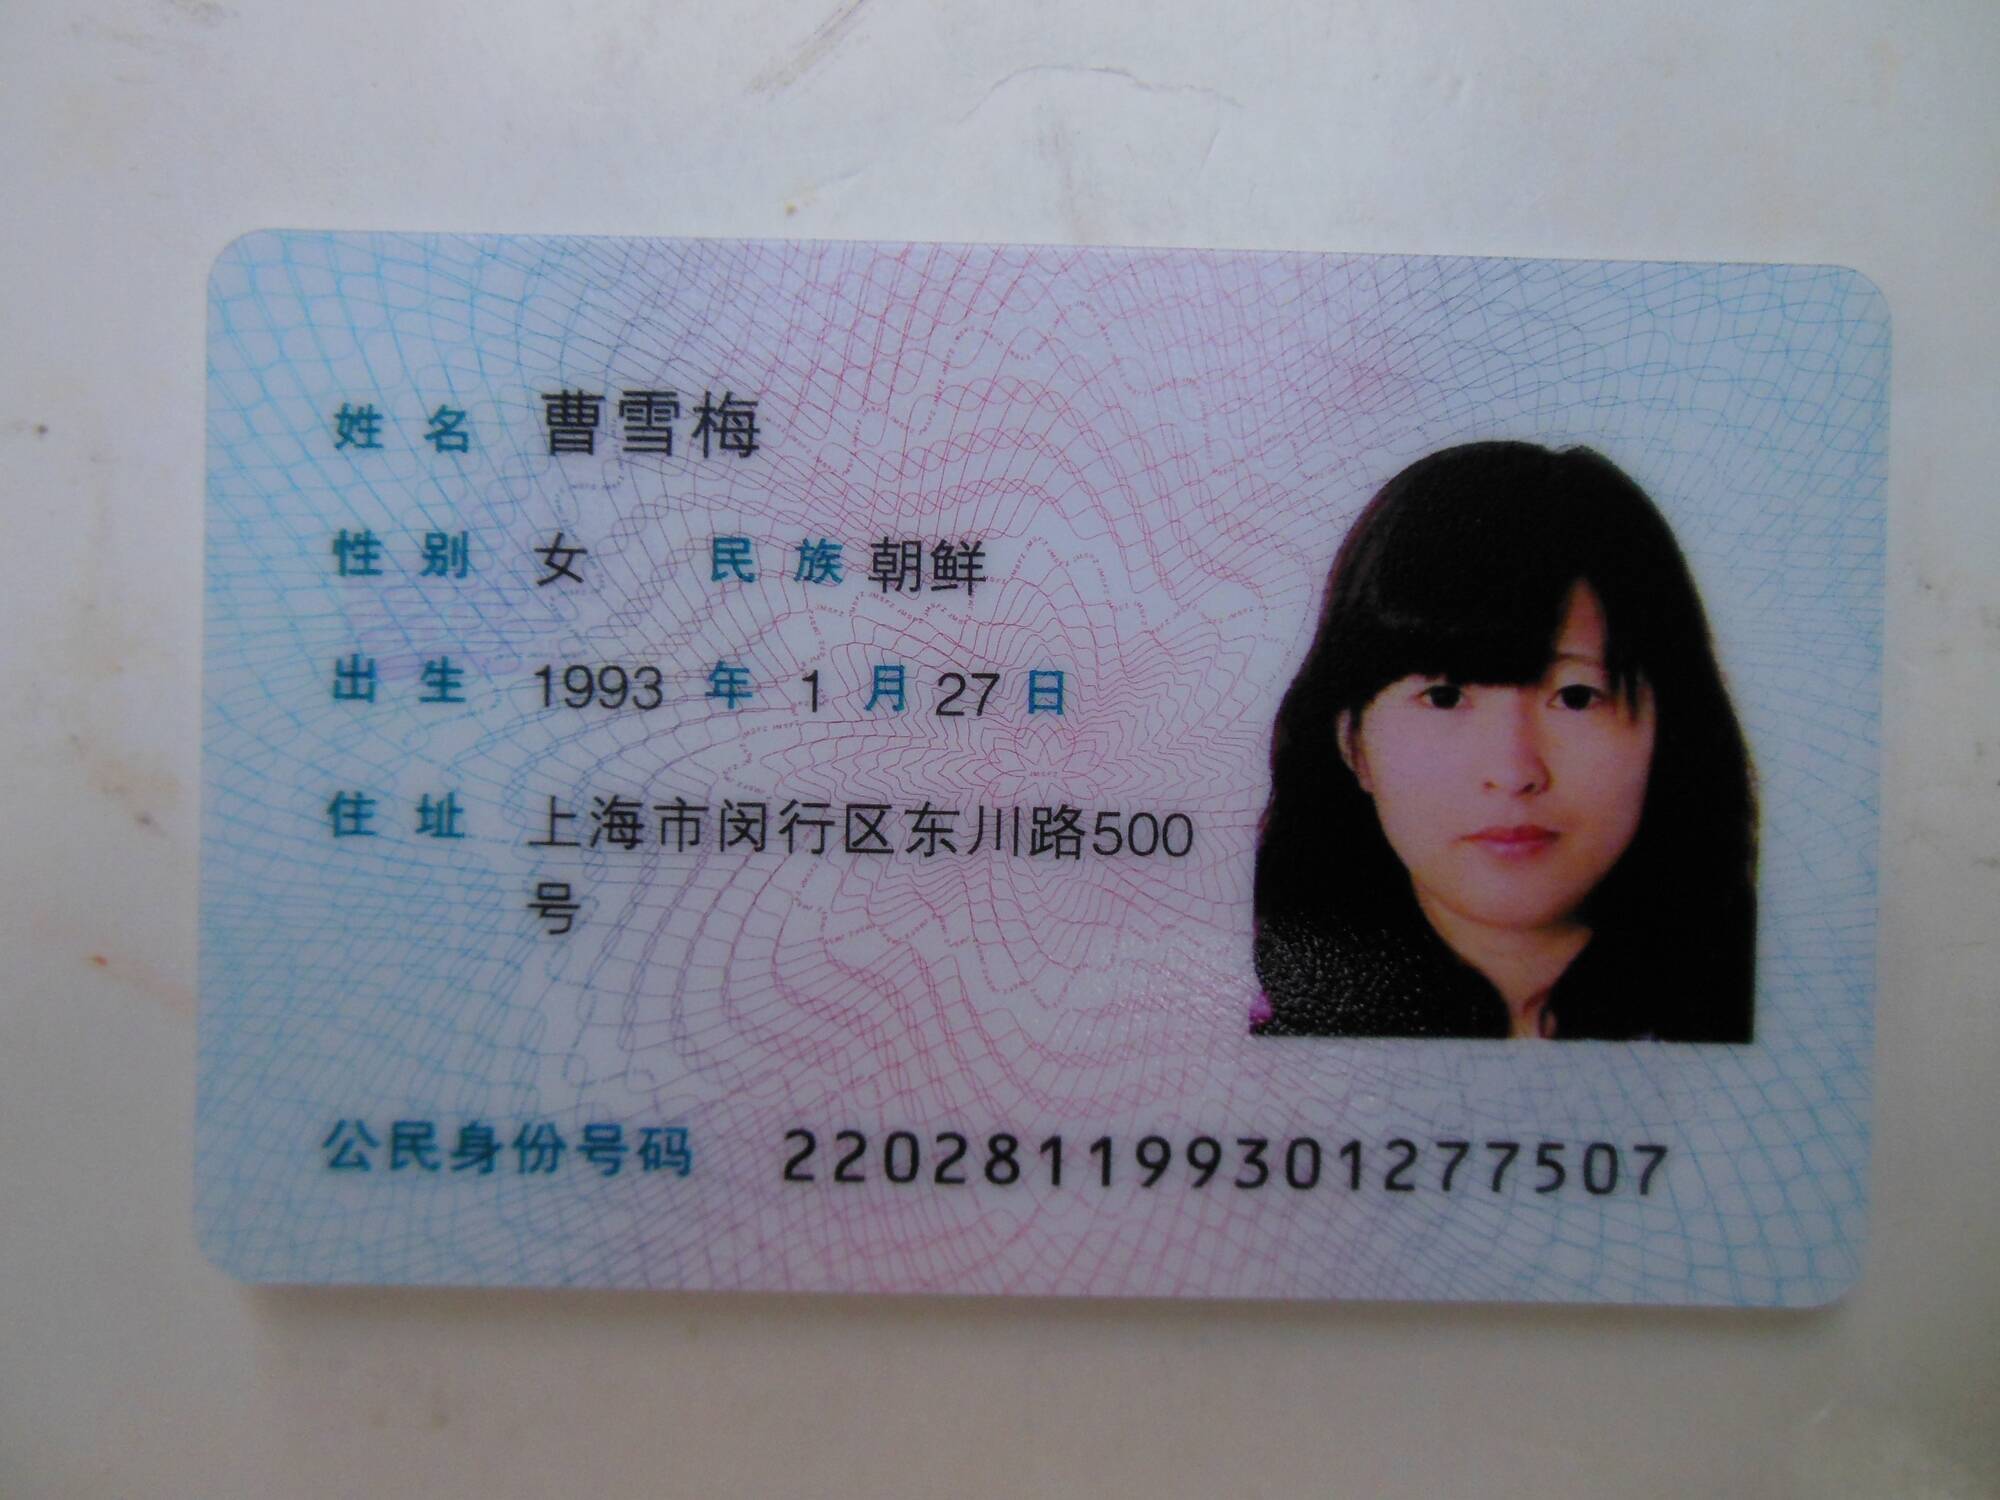 姓名 曹雪梅
性别 女 民族 朝鲜
出生 1993 年 1 月 27 日
住址 上海市闵行区东川路500
号
公民身份号码 220281199301277507